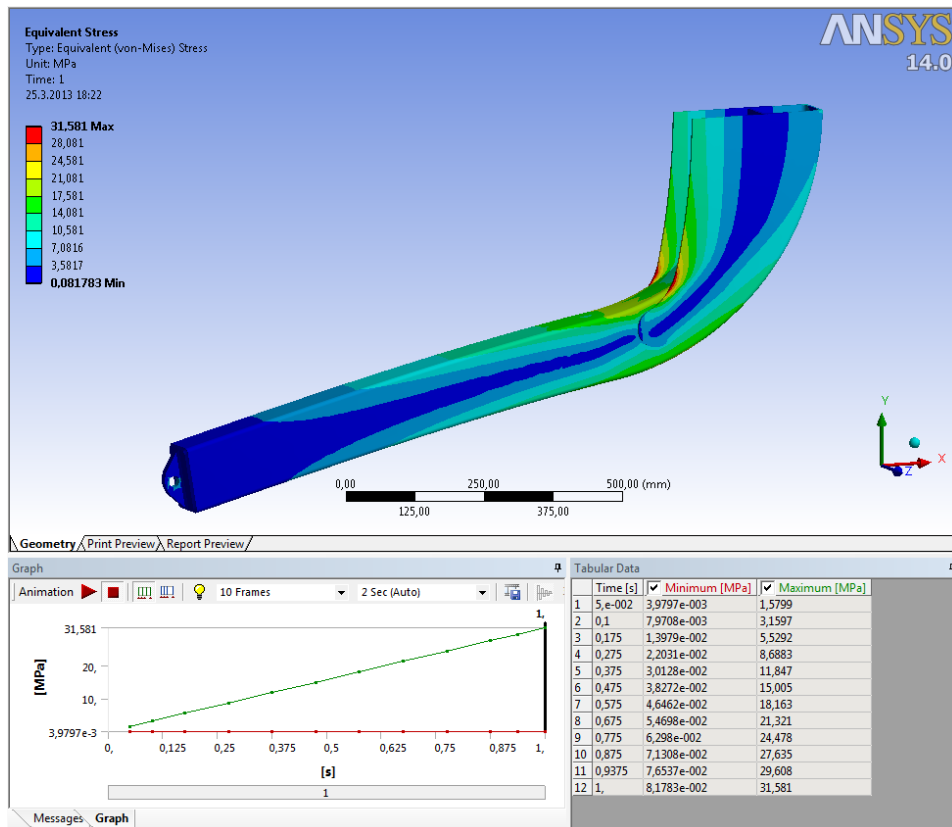 Equivalent Stress
Type: Equivalent (von-Mises) Stress
Unit: MPa
Time: 1
25.3.2013 18:22
ANSYS
14.0
31,581 Max
28,081
24,581
21,081
17,581
14,081
10,581
7,0816
3,5817
0,081783 Min
Y
X
Z
0,00 250,00 500,00 (mm)
125,00 375,00
Geometry Print Preview Report Preview
Graph
Animation 10 Frames 2 Sec (Auto)
1,
31,581
20,
10,
3,9797e-3
[MPa]
0, 0,125 0,25 0,375 0,5 0,625 0,75 0,875 1,
[s]
1
Messages Graph
Tabular Data
Time [s] Minimum [MPa] Maximum [MPa]
1 5,e-002 3,9797e-003 1,5799
2 0,1 7,9708e-003 3,1597
3 0,175 1,3979e-002 5,5292
4 0,275 2,2031e-002 8,6883
5 0,375 3,0128e-002 11,847
6 0,475 3,8272e-002 15,005
7 0,575 4,6462e-002 18,163
8 0,675 5,4698e-002 21,321
9 0,775 6,298e-002 24,478
10 0,875 7,1308e-002 27,635
11 0,9375 7,6537e-002 29,608
12 1, 8,1783e-002 31,581